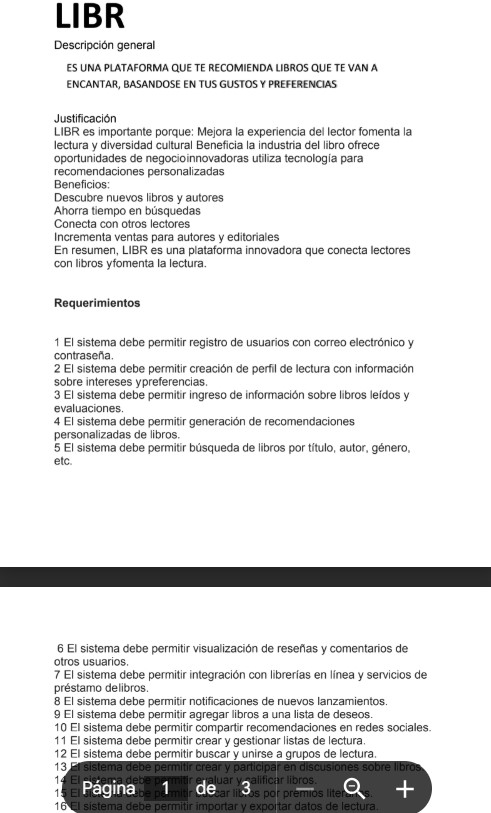 LIBR
Descripción general
ES UNA PLATAFORMA QUE TE RECOMIENDA LIBROS QUE TE VAN A
ENCANTAR, BASANDOSE EN TUS GUSTOS Y PREFERENCIAS
Justificación
LIBR es importante porque: Mejora la experiencia del lector fomenta la
lectura y diversidad cultural Beneficia la industria del libro ofrece
oportunidades de negocioinnovadoras utiliza tecnología para
recomendaciones personalizadas
Beneficios:
Descubre nuevos libros y autores
Ahorra tiempo en búsquedas
Conecta con otros lectores
Incrementa ventas para autores y editoriales
En resumen, LIBR es una plataforma innovadora que conecta lectores
con libros yfomenta la lectura.
Requerimientos
1 El sistema debe permitir registro de usuarios con correo electrónico y
contraseña.
2 El sistema debe permitir creación de perfil de lectura con información
sobre intereses ypreferencias.
3 El sistema debe permitir ingreso de información sobre libros leídos y
evaluaciones.
4 El sistema debe permitir generación de recomendaciones
personalizadas de libros.
5 El sistema debe permitir búsqueda de libros por título, autor, género,
etc.
6 El sistema debe permitir visualización de reseñas y comentarios de
otros usuarios.
7 El sistema debe permitir integración con librerías en línea y servicios de
préstamo delibros.
8 El sistema debe permitir notificaciones de nuevos lanzamientos.
9 El sistema debe permitir agregar libros a una lista de deseos.
10 El sistema debe permitir compartir recomendaciones en redes sociales.
11 El sistema debe permitir crear y gestionar listas de lectura.
12 El sistema debe permitir buscar y unirse a grupos de lectura.
13 El sistema debe permitir crear y participar en discusiones sobre libros
14 El sistema debe permitir evaluar y calificar libros.
15 El sistema debe permitir buscar libros por premios
16 El sistema debe permitir importar y exportar datos de lectura.
Página 1 de 3